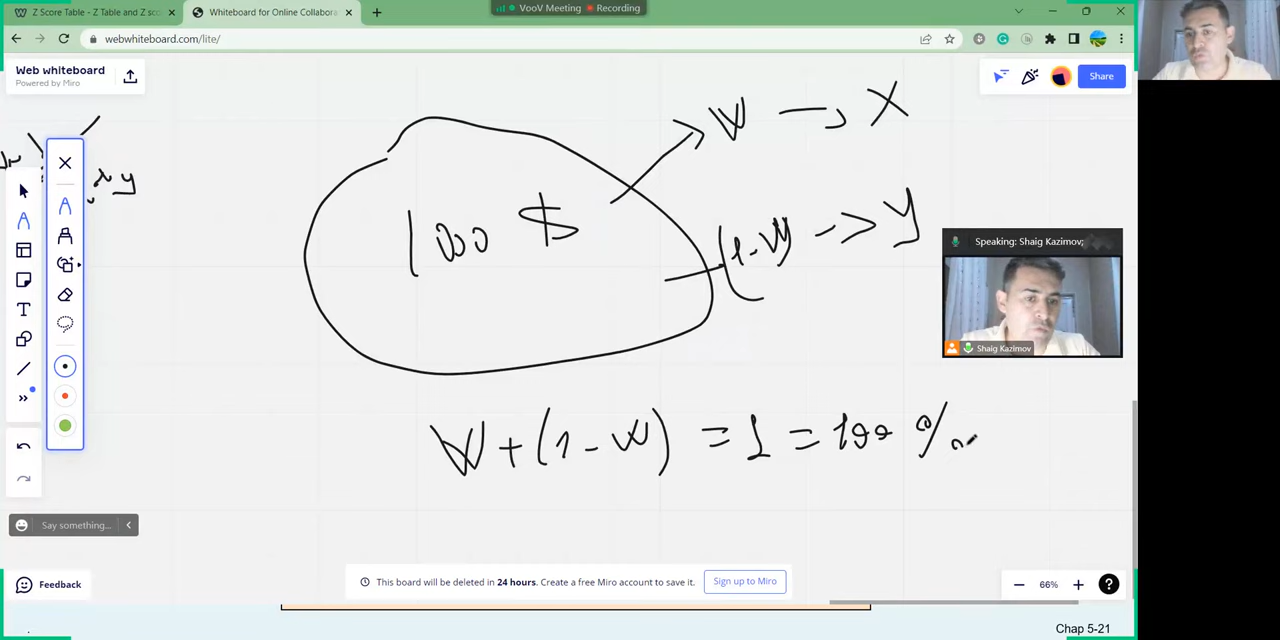 Z Score Table - Z Table and Z sco
Whiteboard for Online Collabora
VooV Meeting
Recording
webwhiteboard.com/lite/
Web whiteboard
Powered by Miro
Share
W → X
y
1000 $
(1-W) → y
Speaking: Shaig Kazimov;
Shaig Kazimov
W + (1 - W) = 1 = 100 %
Say something...
Feedback
This board will be deleted in 24 hours. Create a free Miro account to save it.
Sign up to Miro
66%
Chap 5-21